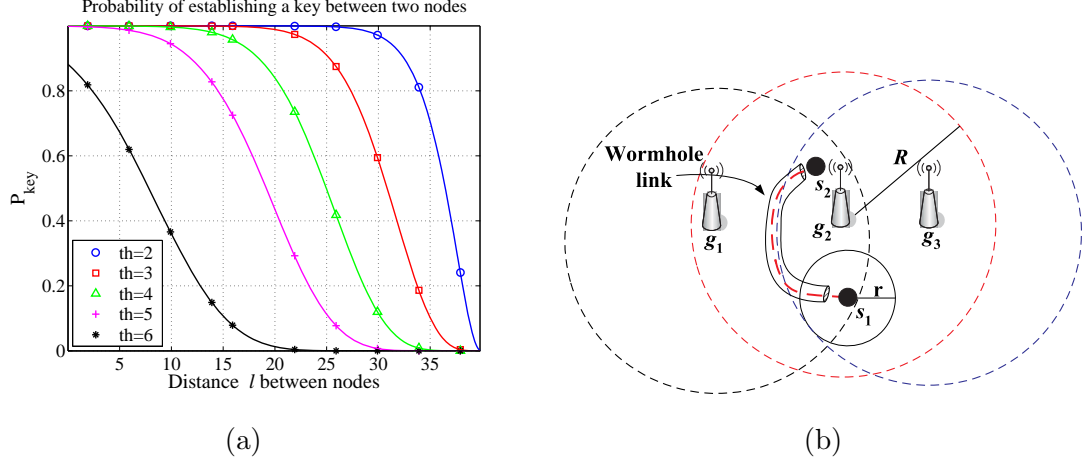 Probability of establishing a key between two nodes
P_key
1
0.8
0.6
0.4
0.2
0
th=2
th=3
th=4
th=5
th=6
5 10 15 20 25 30 35
Distance l between nodes
(a)
Wormhole
link
R
s_2
g_1
g_2
g_3
r
s_1
(b)